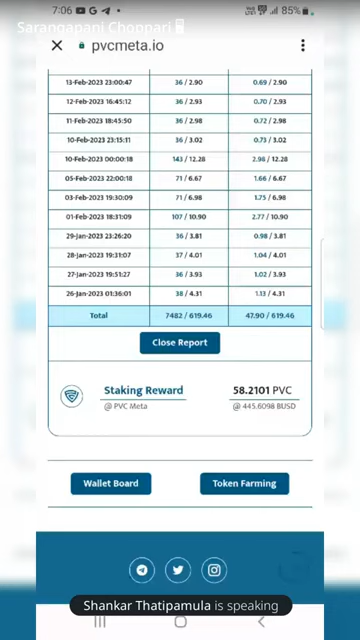 7:06
85%
Sarangapani Choppari
pvcmeta.io
13-Feb-2023 23:00:47 36 / 2.90 0.69 / 2.90
12-Feb-2023 16:45:12 36 / 2.93 0.70 / 2.93
11-Feb-2023 18:45:50 36 / 2.98 0.72 / 2.98
10-Feb-2023 23:15:11 36 / 3.02 0.73 / 3.02
10-Feb-2023 00:00:18 143 / 12.28 2.98 / 12.28
05-Feb-2023 22:00:18 71 / 6.67 1.66 / 6.67
03-Feb-2023 19:30:09 71 / 6.98 1.75 / 6.98
01-Feb-2023 18:31:09 107 / 10.90 2.77 / 10.90
29-Jan-2023 23:26:20 36 / 3.81 0.98 / 3.81
28-Jan-2023 19:31:07 37 / 4.01 1.04 / 4.01
27-Jan-2023 19:51:27 36 / 3.93 1.02 / 3.93
26-Jan-2023 01:36:01 38 / 4.31 1.13 / 4.31
Total 7482 / 619.46 47.90 / 619.46
Close Report
Staking Reward 58.2101 PVC
@ PVC Meta @ 445.6098 BUSD
Wallet Board Token Farming
Shankar Thatipamula is speaking